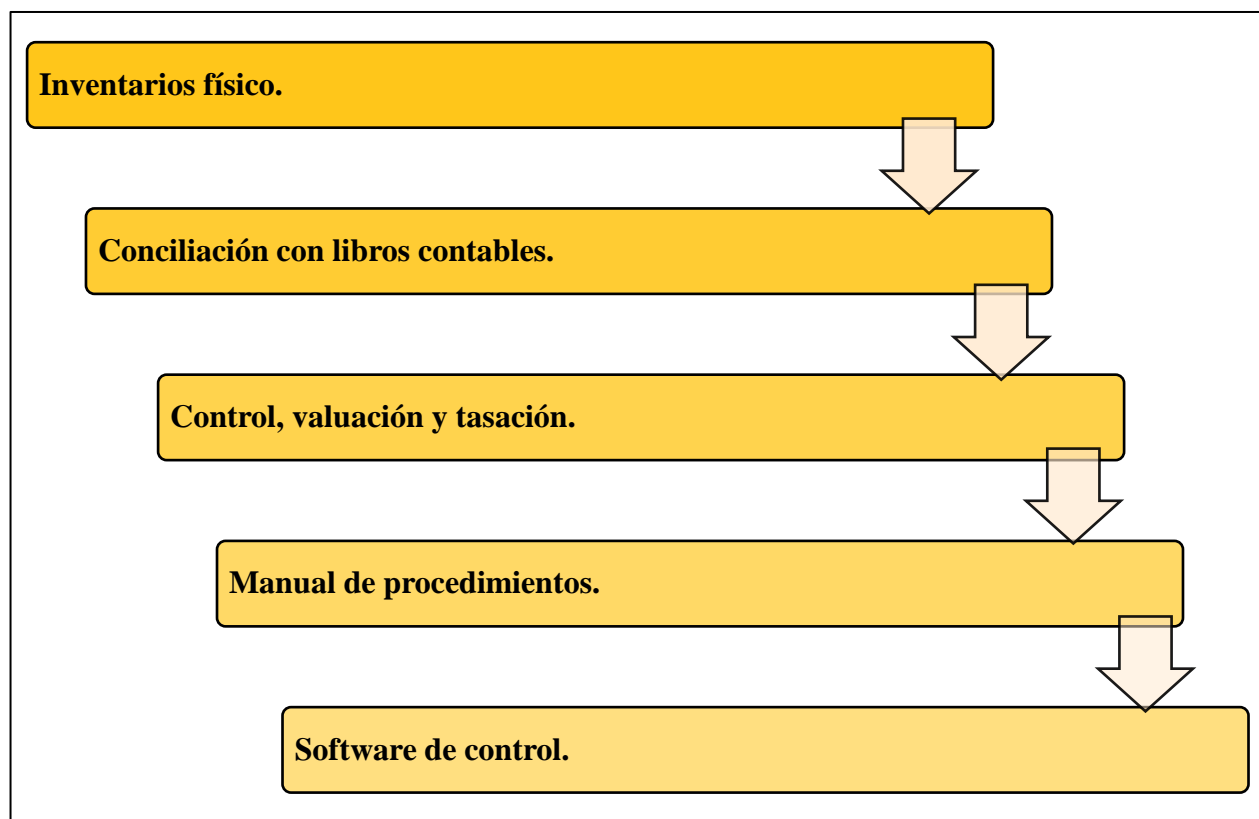 Inventarios físico.
Conciliación con libros contables.
Control, valuación y tasación.
Manual de procedimientos.
Software de control.